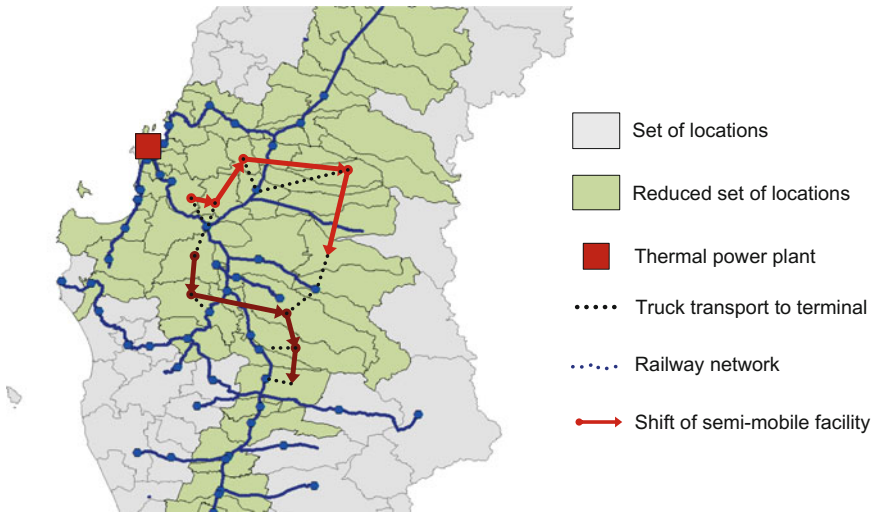 Set of locations
Reduced set of locations
Thermal power plant
Truck transport to terminal
Railway network
Shift of semi-mobile facility